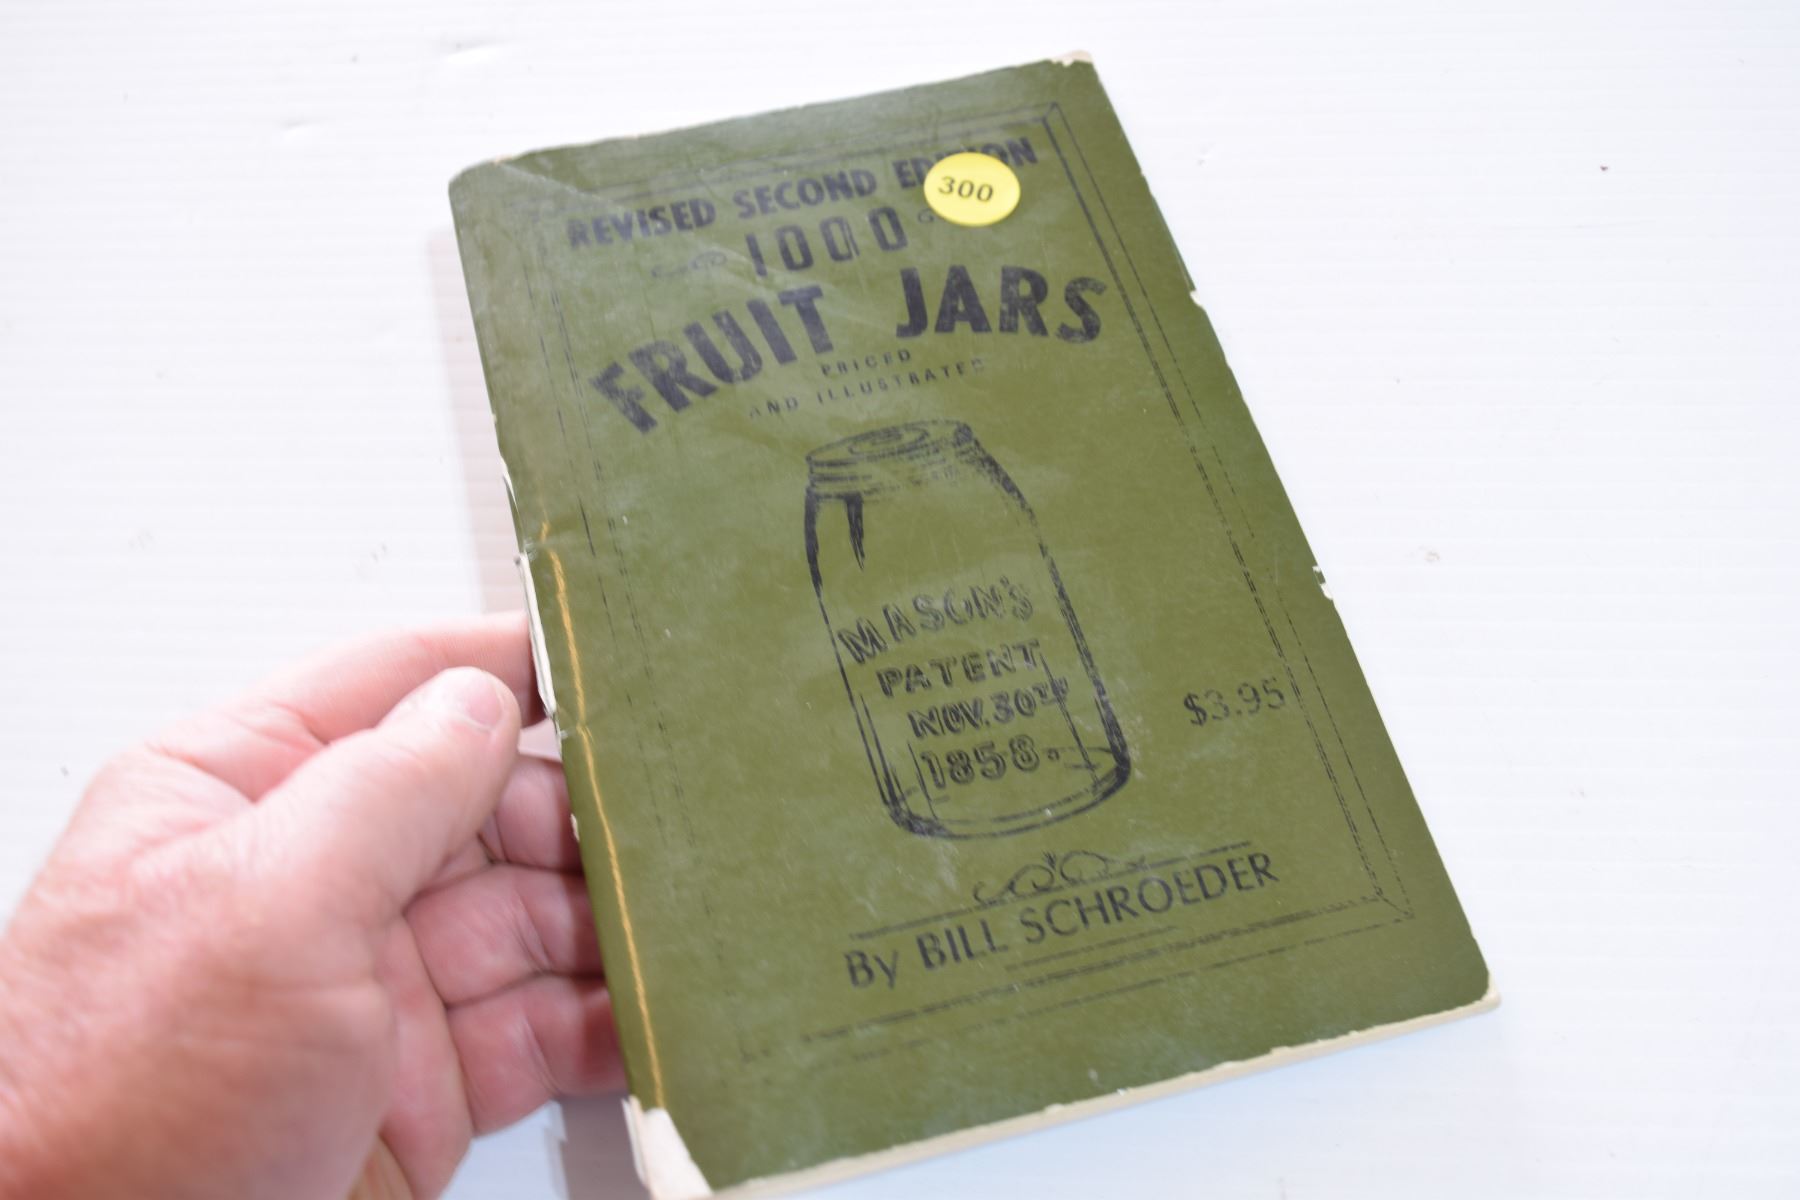 REVISED SECOND EDITION
300
1000
FRUIT JARS
PRICED
AND ILLUSTRATED
MASON'S
PATENT
NOV. 30TH
1858.
$3.95
By BILL SCHROEDER